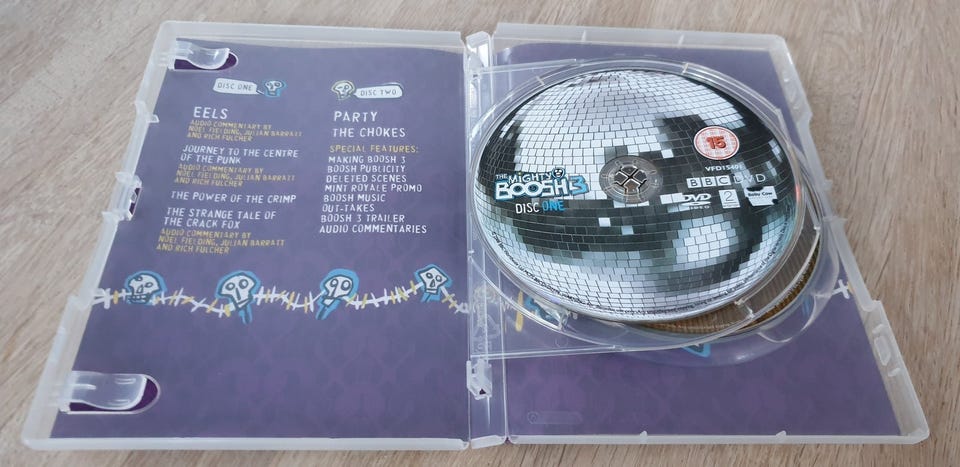 DISC ONE
EELS
AUDIO COMMENTARY BY
NOEL FIELDING, JULIAN BARRATT
AND RICH FULCHER
JOURNEY TO THE CENTRE
OF THE PUNK
AUDIO COMMENTARY BY
NOEL FIELDING, JULIAN BARRATT
AND RICH FULCHER
THE POWER OF THE CRIMP
THE STRANGE TALE OF
THE CRACK FOX
AUDIO COMMENTARY BY
NOEL FIELDING, JULIAN BARRATT
AND RICH FULCHER
DISC TWO
PARTY
THE CHOKES
SPECIAL FEATURES:
MAKING BOOSH 3
BOOSH PUBLICITY
DELETED SCENES
MINT ROYALE PROMO
BOOSH MUSIC
OUT-TAKES
BOOSH 3 TRAILER
AUDIO COMMENTARIES
THE MIGHTY
BOOSH 3
DISC ONE
15
BBC DVD
DVD
VIDEO
2
Baby Cow